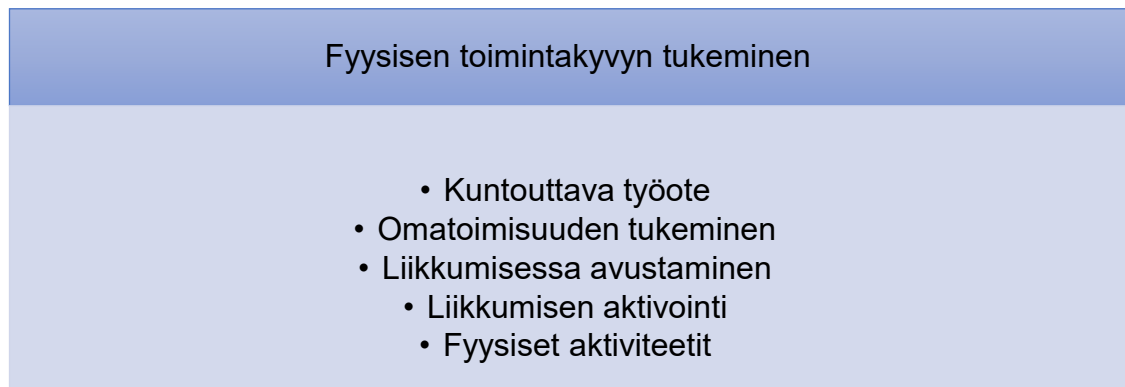 Fyysisen toimintakyvyn tukeminen
• Kuntouttava työote
• Omatoimisuuden tukeminen
• Liikkumisessa avustaminen
• Liikkumisen aktivointi
• Fyysiset aktiviteetit